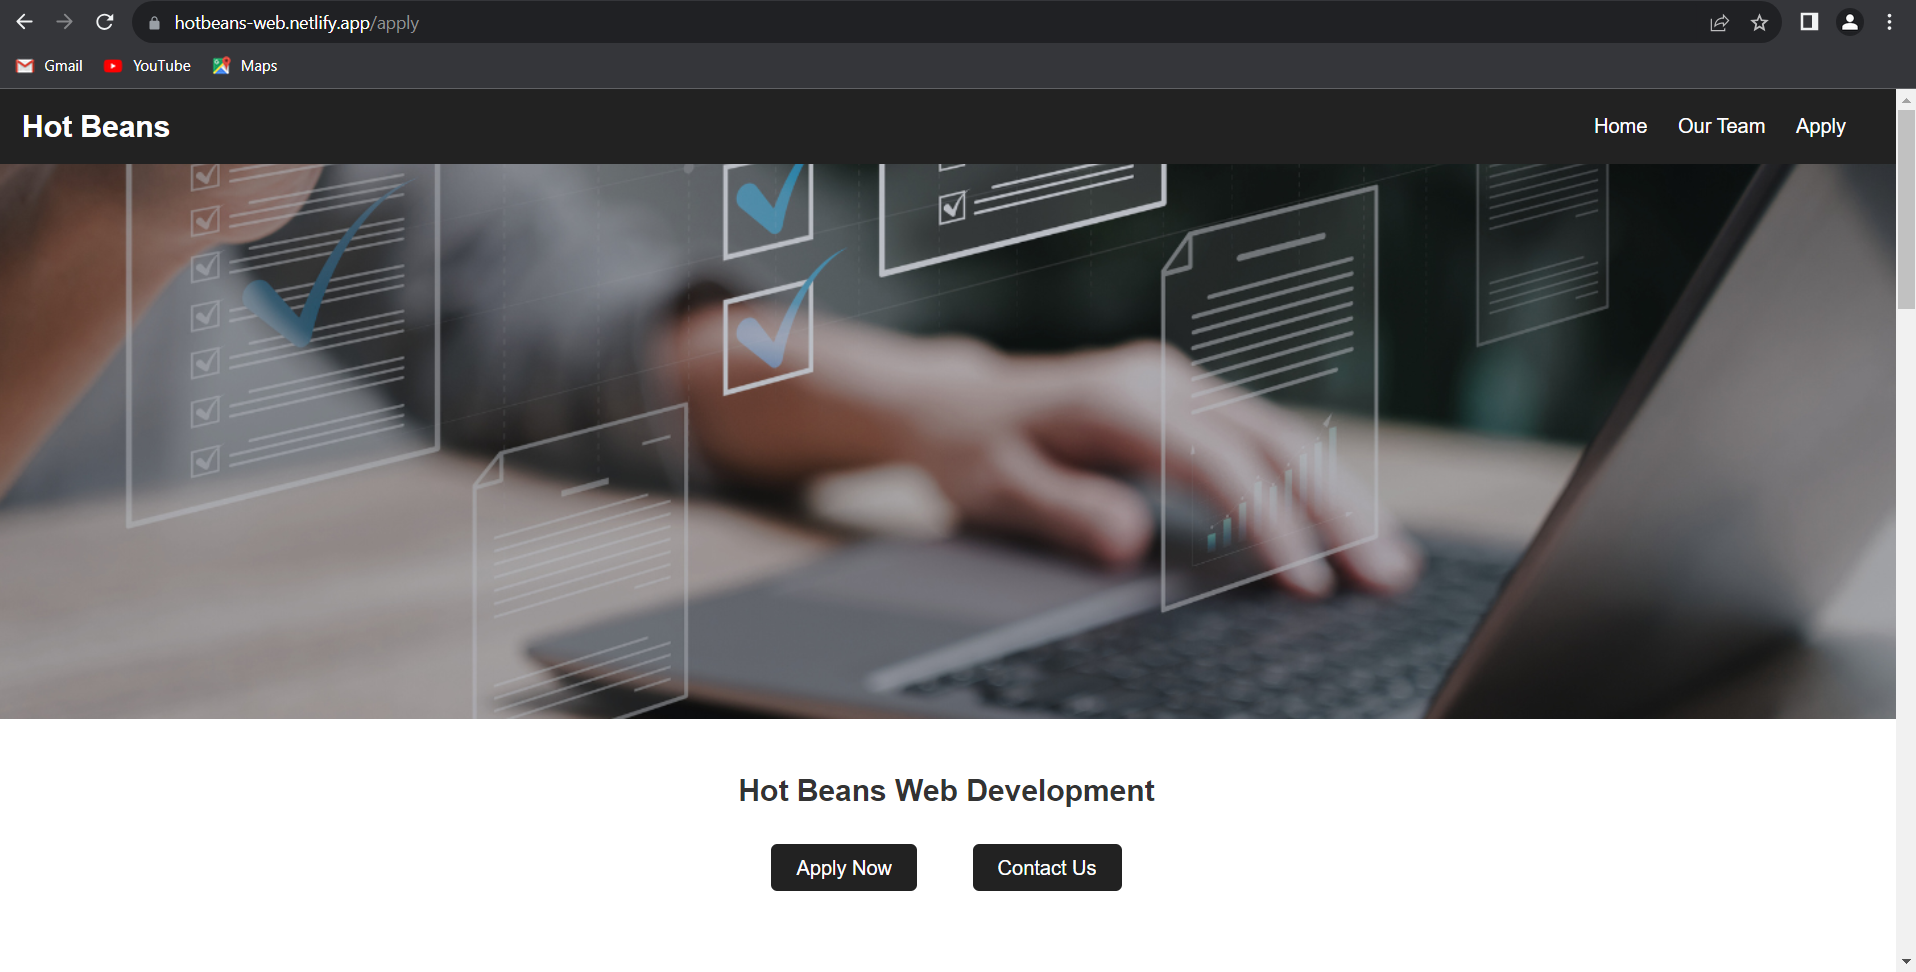 hotbeans-web.netlify.app/apply
Gmail YouTube Maps
Hot Beans Home Our Team Apply
Hot Beans Web Development
Apply Now Contact Us